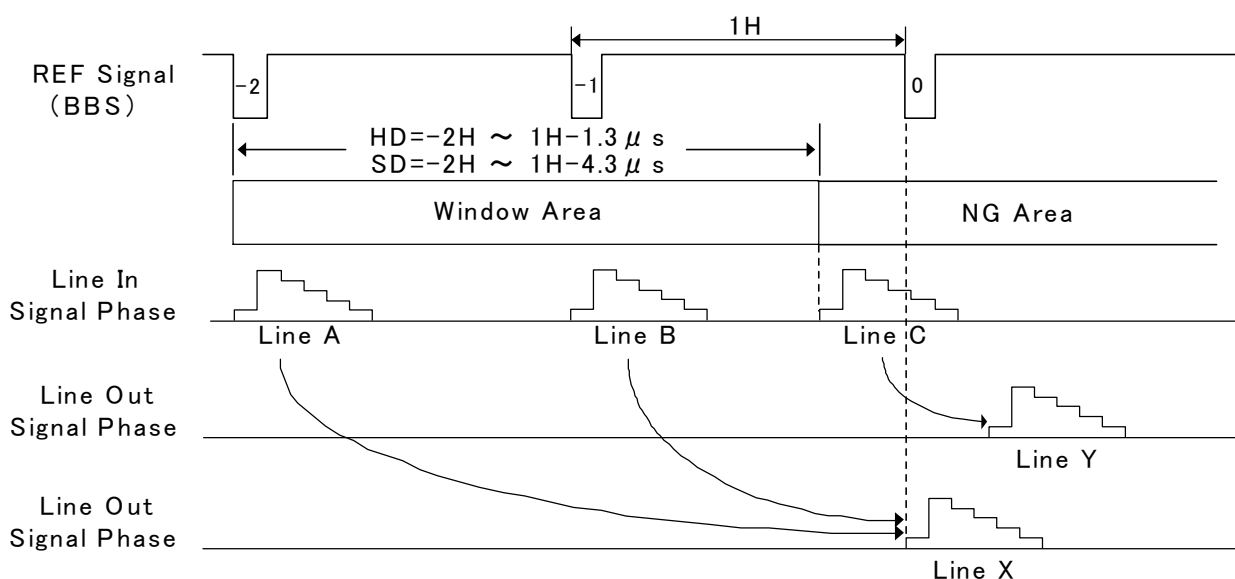 1H
REF Signal
(BBS)
-2
-1
0
HD=-2H ～ 1H-1.3μs
SD=-2H ～ 1H-4.3μs
Window Area
NG Area
Line In
Signal Phase
Line A
Line B
Line C
Line Out
Signal Phase
Line Y
Line Out
Signal Phase
Line X